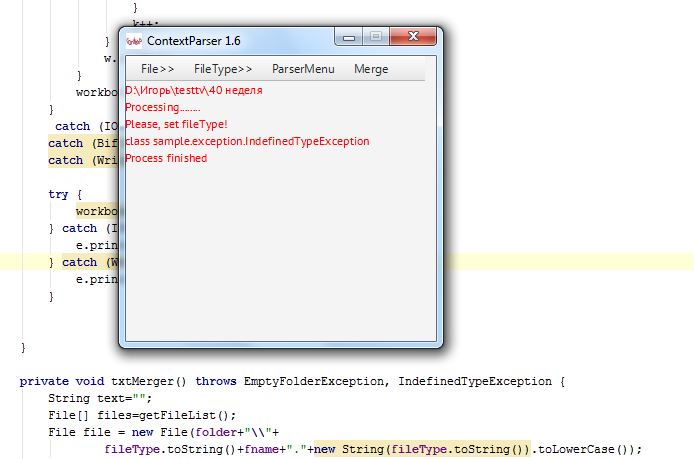 }
k++;
}
w.
}
workbo
}
catch (IO
catch (Bif
catch (Wri
try {
workbo
} catch (I
e.prin
} catch (W
e.prin
}
}
ContextParser 1.6
File>> FileType>> ParserMenu Merge
D:\Игорь\testtv\40 неделя
Processing........
Please, set fileType!
class sample.exception.IndefinedTypeException
Process finished
private void txtMerger() throws EmptyFolderException, IndefinedTypeException {
String text="";
File[] files=getFileList();
File file = new File(folder+"\\"+
fileType.toString()+fname+"."+new String(fileType.toString()).toLowerCase());